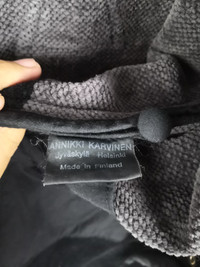 ANNIKKI KARVINEN
Jyväskylä - Helsinki
Made in Finland